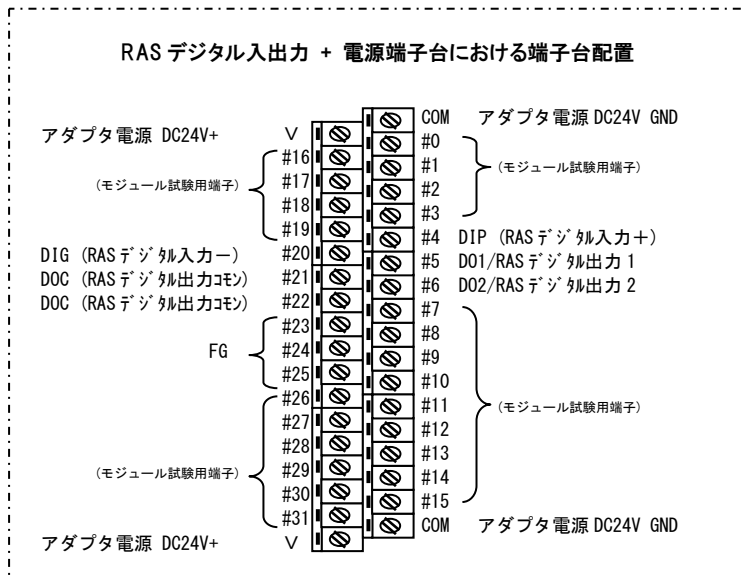 RASデジタル入出力 + 電源端子台における端子台配置
COM アダプタ電源 DC24V GND
アダプタ電源 DC24V+ V
#0
#16
#1
(モジュール試験用端子) #17
(モジュール試験用端子)
#2
#18
#3
#19
#4 DIP (RASデジタル入力+)
DIG (RASデジタル入力-) #20
#5 DO1/RASデジタル出力1
DOC (RASデジタル出力コモン) #21
#6 DO2/RASデジタル出力2
DOC (RASデジタル出力コモン) #22
#7
#23
#8
FG #24
#9
#25
#10
#26
#11 (モジュール試験用端子)
#27
#12
#28
#13
(モジュール試験用端子) #29
#14
#30
#15
#31
COM アダプタ電源 DC24V GND
アダプタ電源 DC24V+ V